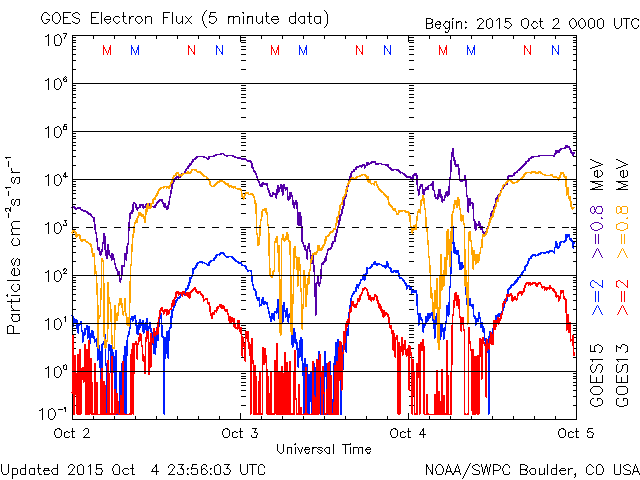 GOES Electron Flux (5 minute data)
Begin: 2015 Oct 2 0000 UTC
10⁷
M M N N M M N N M M N N
10⁶
10⁵
10⁴
10³
10²
10¹
10⁰
10⁻¹
Particles cm⁻²s⁻¹sr⁻¹
GOES15 >=2 >=0.8 MeV
GOES13 >=2 >=0.8 MeV
Oct 2 Oct 3 Oct 4 Oct 5
Universal Time
Updated 2015 Oct 4 23:56:03 UTC
NOAA/SWPC Boulder, CO USA